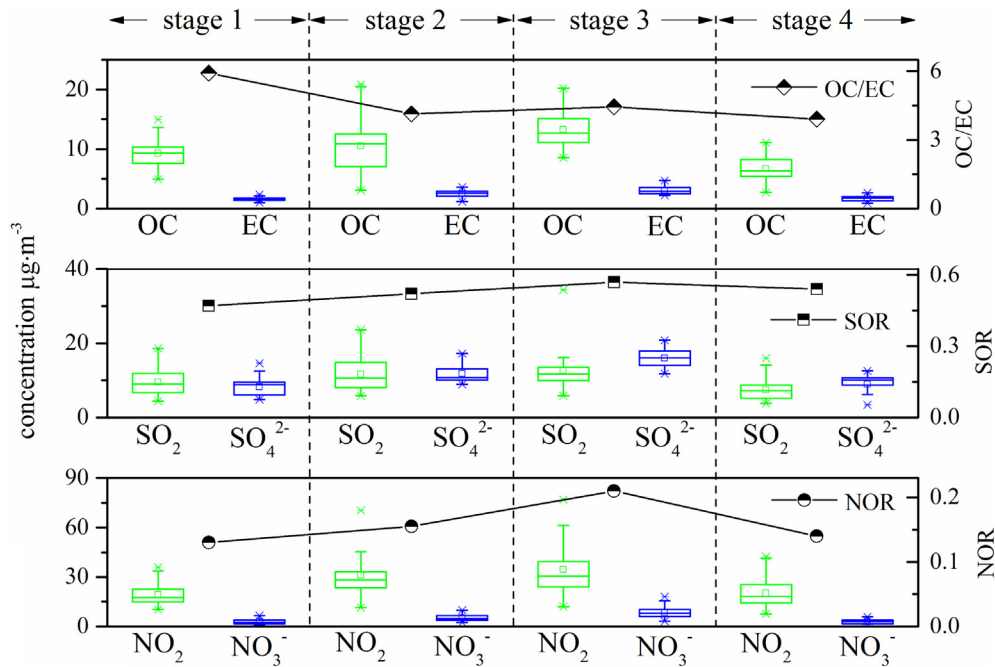 stage 1 stage 2 stage 3 stage 4
concentration µg·m⁻³
20
10
0
OC/EC
6
3
0
OC/EC
OC EC OC EC OC EC OC EC
40
20
0
SOR
0.6
0.3
0.0
SOR
SO₂ SO₄²⁻ SO₂ SO₄²⁻ SO₂ SO₄²⁻ SO₂ SO₄²⁻
90
60
30
0
NOR
0.2
0.1
0.0
NOR
NO₂ NO₃⁻ NO₂ NO₃⁻ NO₂ NO₃⁻ NO₂ NO₃⁻